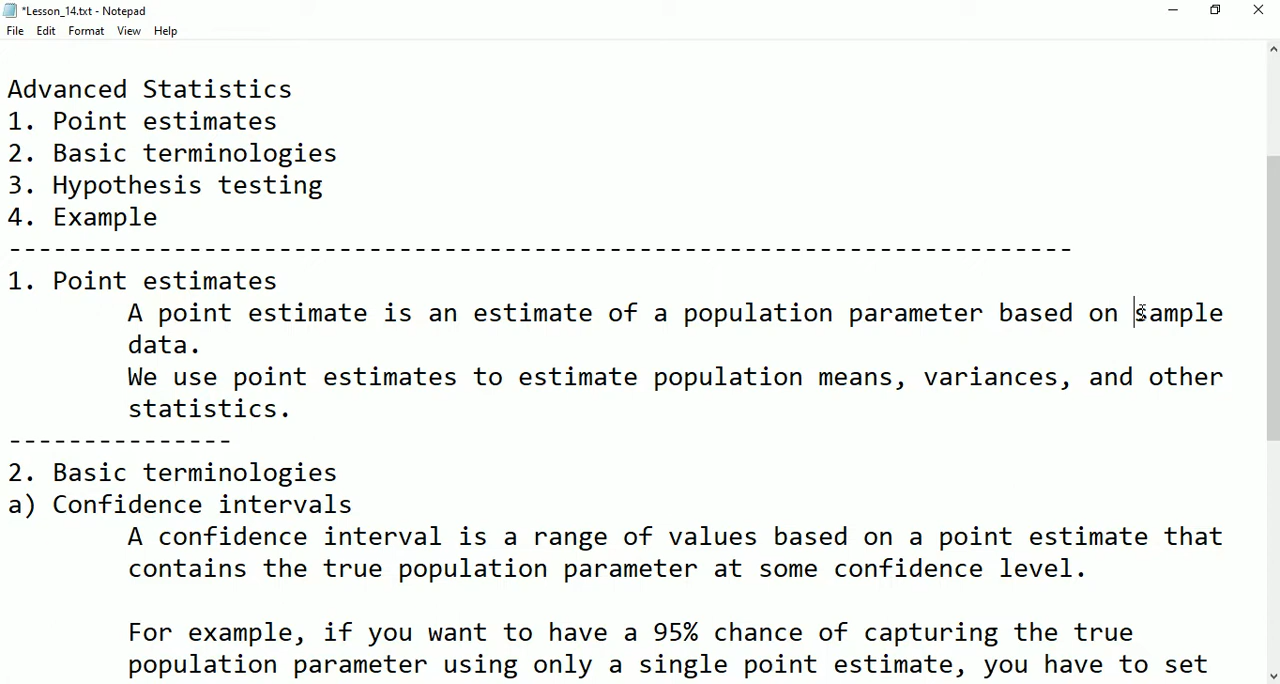 *Lesson_14.txt - Notepad
File Edit Format View Help
Advanced Statistics
1. Point estimates
2. Basic terminologies
3. Hypothesis testing
4. Example
-----------------------------------------------------------------------
1. Point estimates
A point estimate is an estimate of a population parameter based on sample
data.
We use point estimates to estimate population means, variances, and other
statistics.
---------------
2. Basic terminologies
a) Confidence intervals
A confidence interval is a range of values based on a point estimate that
contains the true population parameter at some confidence level.
For example, if you want to have a 95% chance of capturing the true
population parameter using only a single point estimate, you have to set